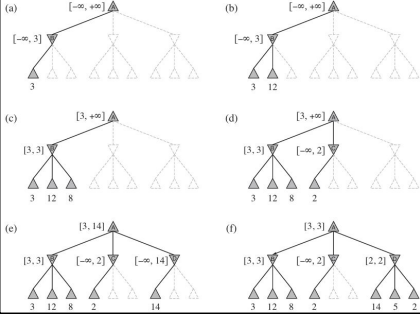 (a) [−∞, +∞] A
[−∞, 3] B
3
(b) [−∞, +∞] A
[−∞, 3] B
3 12
(c) [3, +∞] A
[3, 3] B
3 12 8
(d) [3, +∞] A
[3, 3] B [−∞, 2] C
3 12 8 2
(e) [3, 14] A
[3, 3] B [−∞, 2] C [−∞, 14] D
3 12 8 2 14
(f) [3, 3] A
[3, 3] B [−∞, 2] C [2, 2] D
3 12 8 2 14 5 2